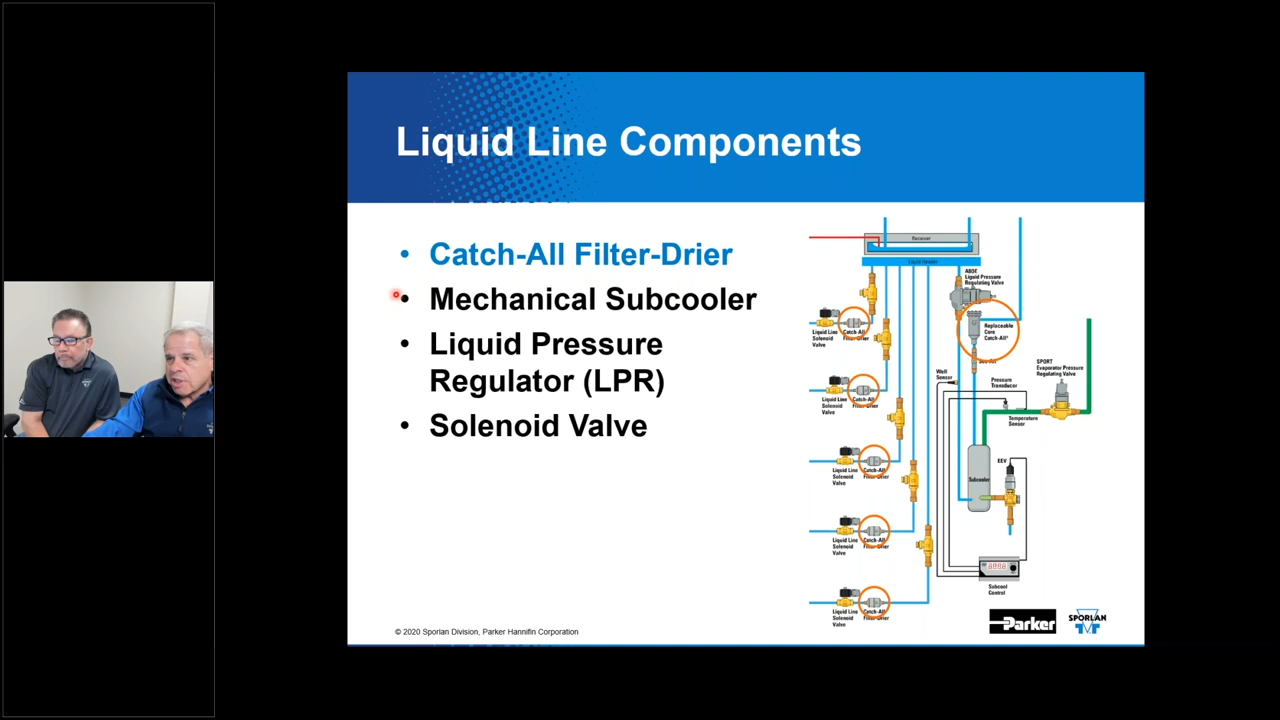 Liquid Line Components
• Catch-All Filter-Drier
• Mechanical Subcooler
• Liquid Pressure
Regulator (LPR)
• Solenoid Valve
Receiver
Liquid Header
A8OE
Liquid Pressure
Regulating Valve
Replaceable
Core
Catch-All®
See-All
Liquid Line
Solenoid
Valve
Catch-All
Filter-Drier
Well
Sensor
Pressure
Transducer
Temperature
Sensor
SPORT
Evaporator Pressure
Regulating Valve
Liquid Line
Solenoid
Valve
Catch-All
Filter-Drier
EEV
Subcooler
Liquid Line
Solenoid
Valve
Catch-All
Filter-Drier
Liquid Line
Solenoid
Valve
Catch-All
Filter-Drier
Subcool
Control
Liquid Line
Solenoid
Valve
Catch-All
Filter-Drier
© 2020 Sporlan Division, Parker Hannifin Corporation
Parker
SPORLAN